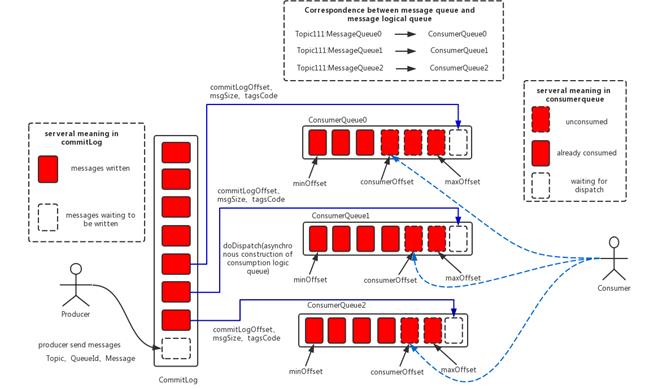 Correspondence between message queue and
message logical queue
Topic111:MessageQueue0
ConsumerQueue0
Topic111:MessageQueue1
ConsumerQueue1
Topic111:MessageQueue2
ConsumerQueue2
commitLogOffset,
msgSize, tagsCode
serveral meaning in
consumerqueue
unconsumed
already consumed
waiting for
dispatch
serveral meaning in
commitLog
messages written
messages waiting to
be written
ConsumerQueue0
minOffset
consumerOffset
maxOffset
commitLogOffset,
msgSize, tagsCode
ConsumerQueue1
doDispatch(asynchro
nous construction of
consumption logic
queue)
minOffset
consumerOffset
maxOffset
Consumer
Producer
ConsumerQueue2
commitLogOffset,
msgSize, tagsCode
producer send messages
Topic, QueueId, Message
minOffset
consumerOffset
maxOffset
CommitLog